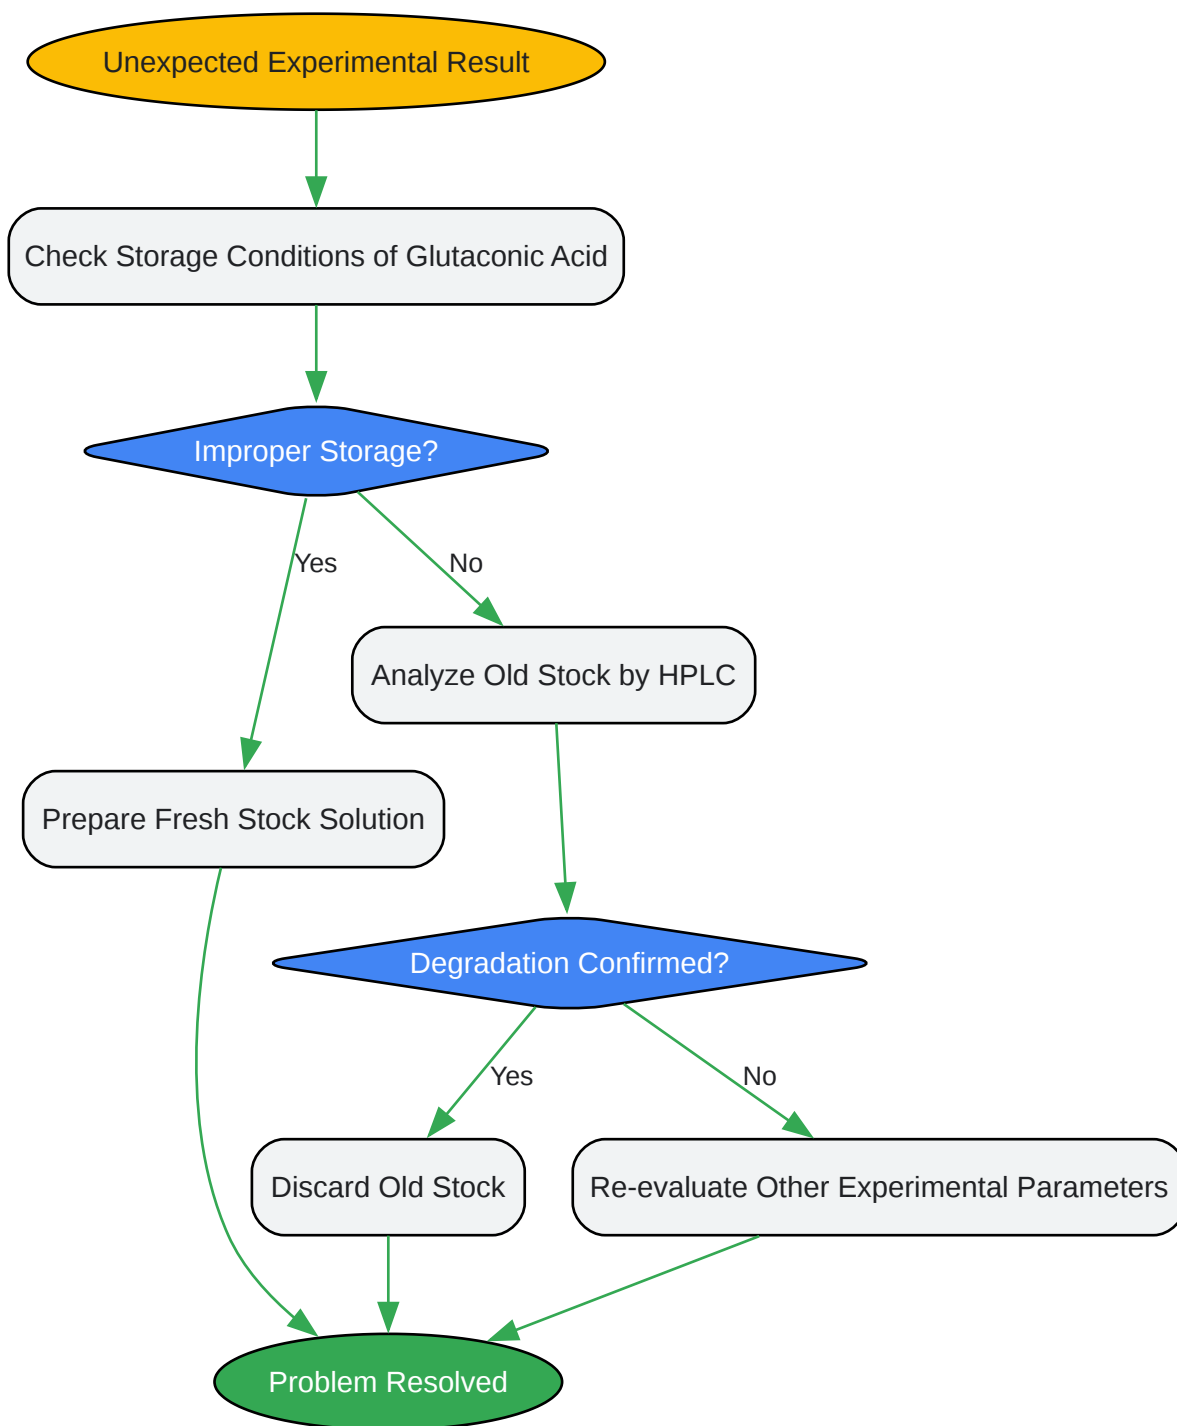 Unexpected Experimental Result
Check Storage Conditions of Glutaconic Acid
Improper Storage?
Yes
No
Analyze Old Stock by HPLC
Prepare Fresh Stock Solution
Degradation Confirmed?
Yes
No
Discard Old Stock
Re-evaluate Other Experimental Parameters
Problem Resolved